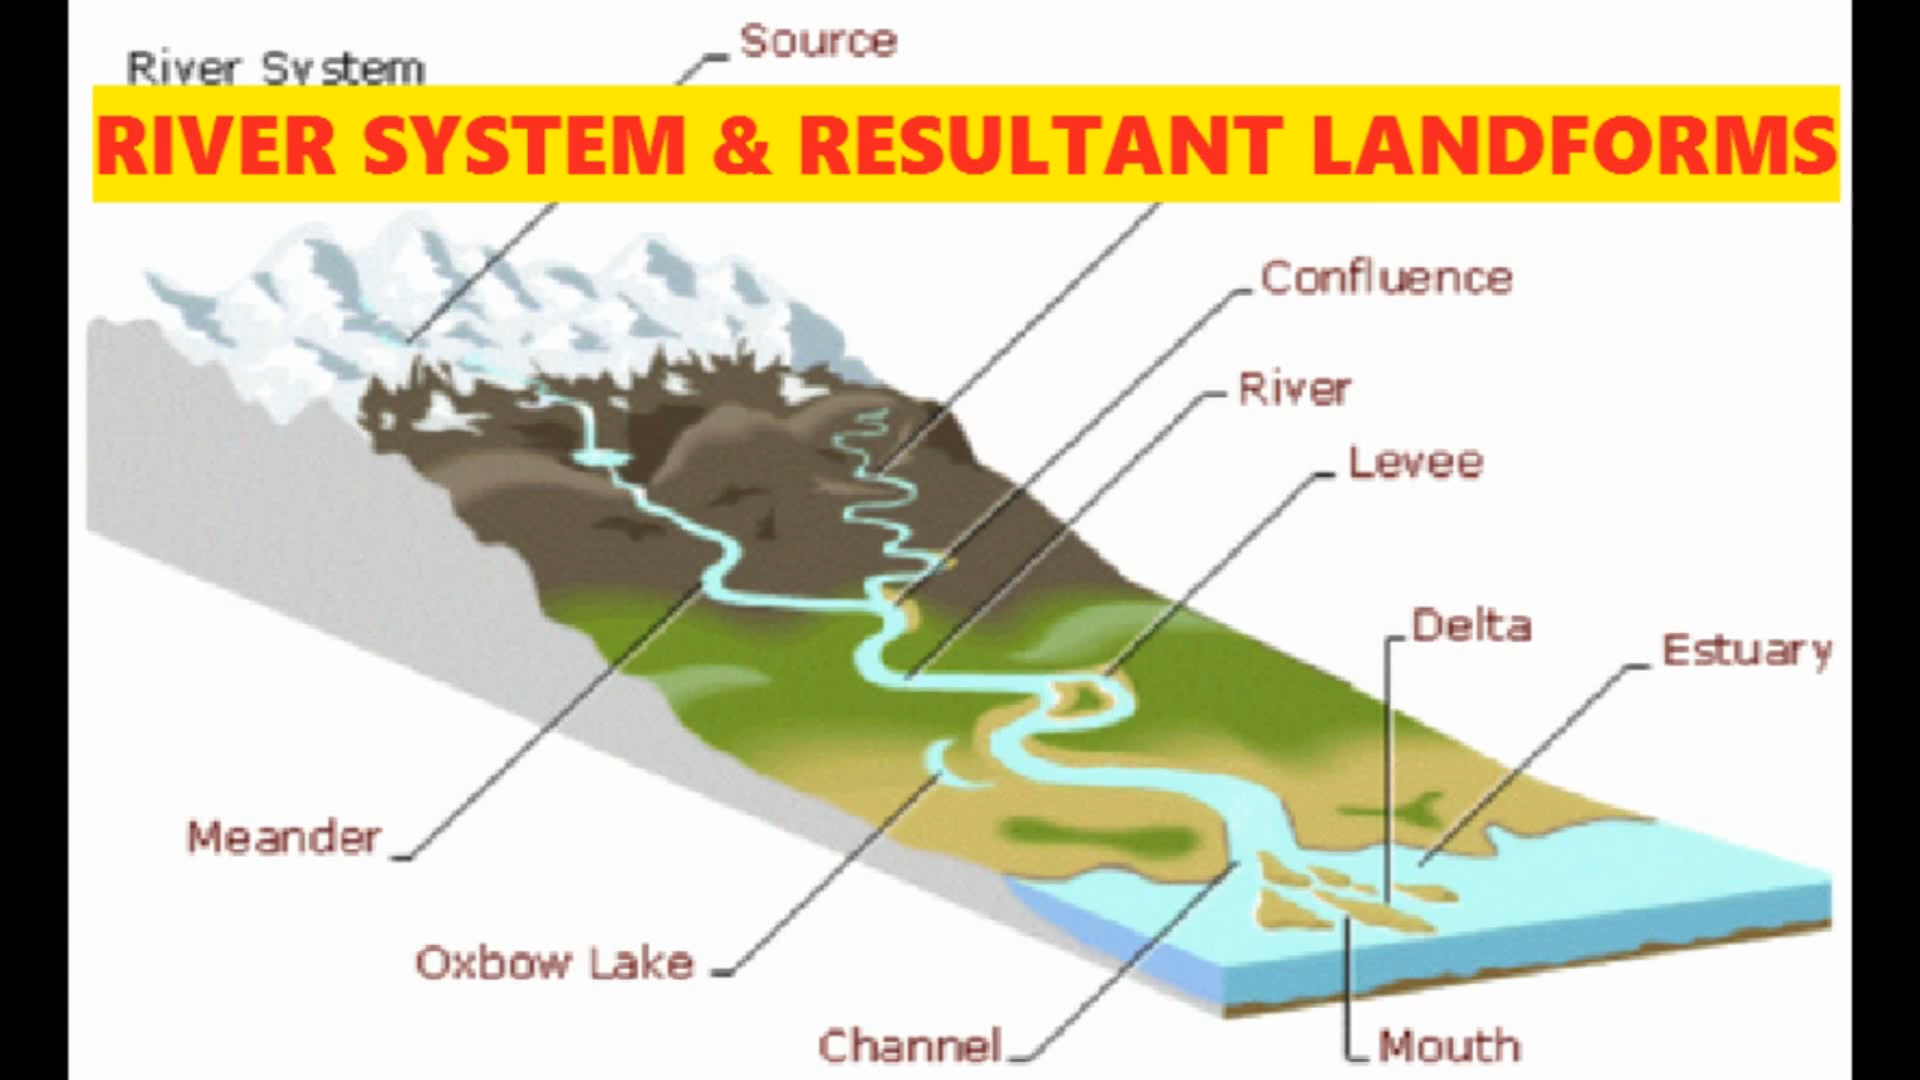 Source
River System
RIVER SYSTEM & RESULTANT LANDFORMS
Confluence
River
Levee
Delta
Estuary
Meander
Oxbow Lake
Channel
Mouth